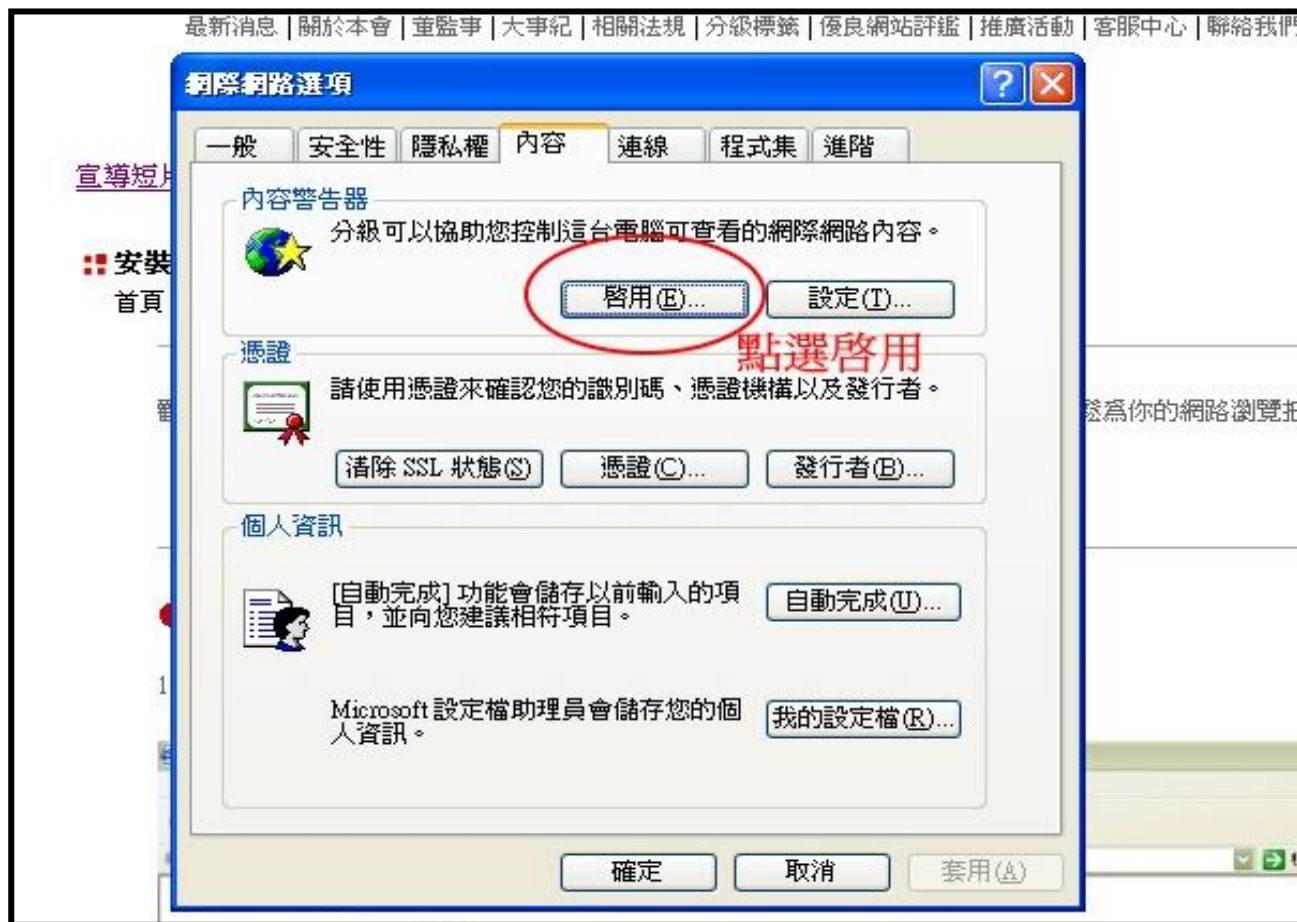 最新消息 | 關於本會 | 董監事 | 大事紀 | 相關法規 | 分級標籤 | 優良網站評鑑 | 推廣活動 | 客服中心 | 聯絡我們
網際網路選項
一般 安全性 隱私權 內容 連線 程式集 進階
宣導短片
內容警告器
分級可以協助您控制這台電腦可查看的網際網路內容。
安裝
首頁
啓用(E)... 設定(T)...
點選啓用
憑證
請使用憑證來確認您的識別碼、憑證機構以及發行者。
為你的網路瀏覽
清除 SSL 狀態(S) 憑證(C)... 發行者(B)...
個人資訊
[自動完成] 功能會儲存以前輸入的項
目，並向您建議相符項目。
自動完成(U)...
1
Microsoft 設定檔助理員會儲存您的個
人資訊。
我的設定檔(R)...
確定 取消 套用(A)